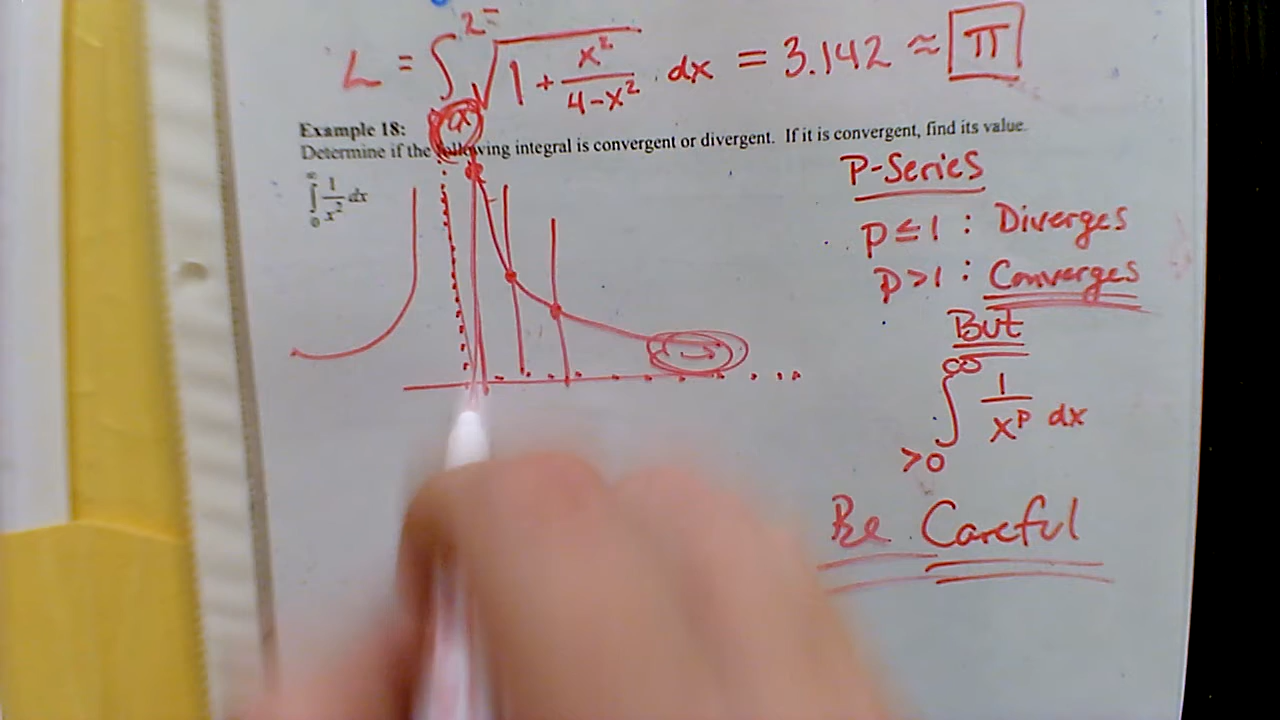 L = ∫ 2- √1 + x²/4-x² dx = 3.142 ≈ π
Example 18:
Determine if the following integral is convergent or divergent. If it is convergent, find its value.
∞∫0 1/x² dx
P-Series
p ≤ 1 : Diverges
p > 1 : Converges
But
∞∫>0 1/x^p dx
Be Careful